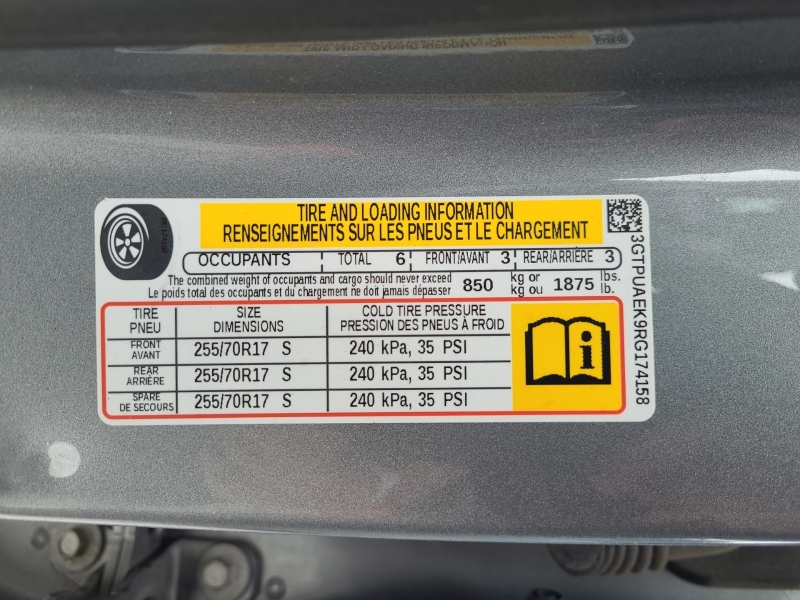 TIRE AND LOADING INFORMATION
RENSEIGNEMENTS SUR LES PNEUS ET LE CHARGEMENT
OCCUPANTS TOTAL 6 FRONT/AVANT 3 REAR/ARRIÈRE 3
The combined weight of occupants and cargo should never exceed 850 kg or 1875 lbs.
Le poids total des occupants et du chargement ne doit jamais dépasser kg ou lb.
TIRE SIZE COLD TIRE PRESSURE
PNEU DIMENSIONS PRESSION DES PNEUS À FROID
FRONT
AVANT 255/70R17 S 240 kPa, 35 PSI
REAR
ARRIÈRE 255/70R17 S 240 kPa, 35 PSI
SPARE
DE SECOURS 255/70R17 S 240 kPa, 35 PSI
3GTPUAEK9RG174158